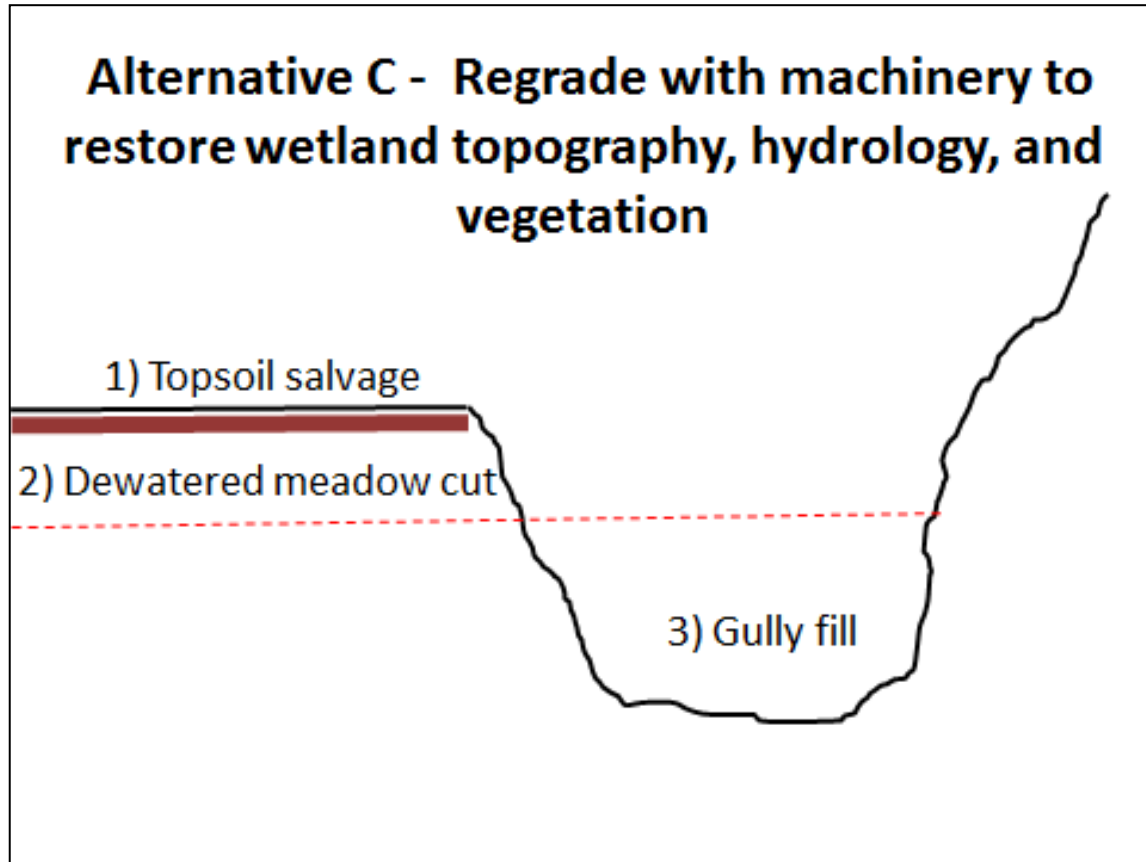 Alternative C - Regrade with machinery to
restore wetland topography, hydrology, and
vegetation
1) Topsoil salvage
2) Dewatered meadow cut
3) Gully fill